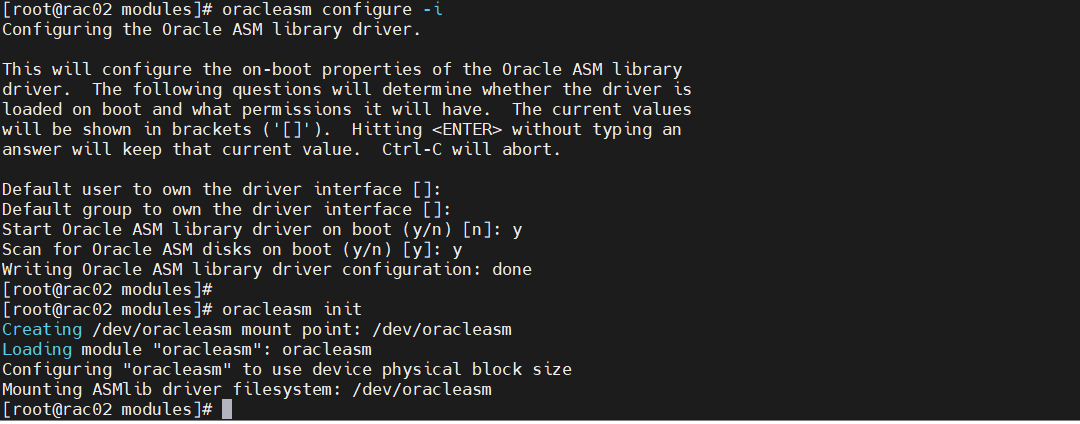 [root@rac02 modules]# oracleasm configure -i
Configuring the Oracle ASM library driver.
This will configure the on-boot properties of the Oracle ASM library
driver.  The following questions will determine whether the driver is
loaded on boot and what permissions it will have.  The current values
will be shown in brackets ('[]').  Hitting <ENTER> without typing an
answer will keep that current value.  Ctrl-C will abort.
Default user to own the driver interface []:
Default group to own the driver interface []:
Start Oracle ASM library driver on boot (y/n) [n]: y
Scan for Oracle ASM disks on boot (y/n) [y]: y
Writing Oracle ASM library driver configuration: done
[root@rac02 modules]#
[root@rac02 modules]# oracleasm init
Creating /dev/oracleasm mount point: /dev/oracleasm
Loading module "oracleasm": oracleasm
Configuring "oracleasm" to use device physical block size
Mounting ASMlib driver filesystem: /dev/oracleasm
[root@rac02 modules]#